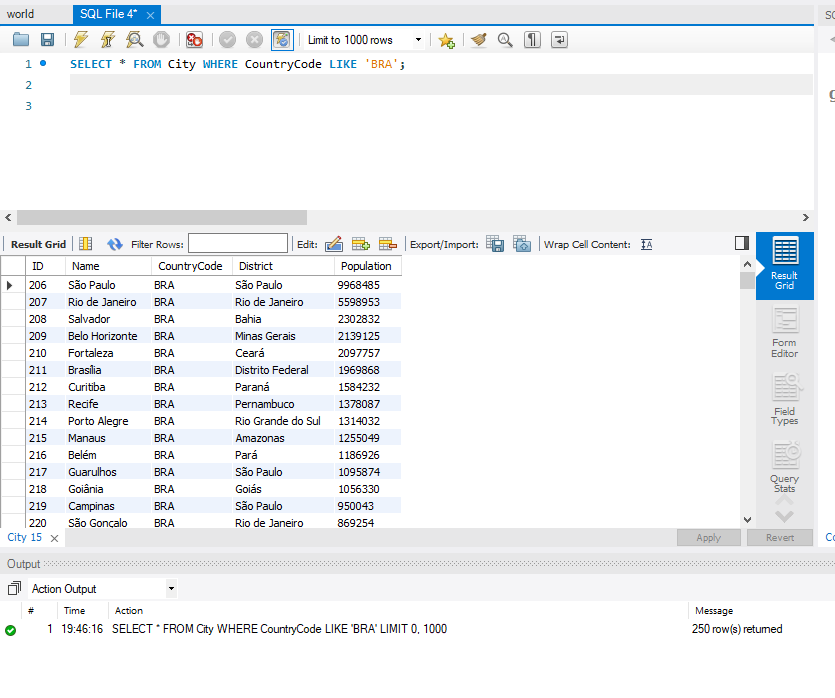 world SQL File 4* SQ
Limit to 1000 rows
1 SELECT * FROM City WHERE CountryCode LIKE 'BRA';
2
3
Result Grid Filter Rows: Edit: Export/Import: Wrap Cell Content:
ID Name CountryCode District Population
206 São Paulo BRA São Paulo 9968485
207 Rio de Janeiro BRA Rio de Janeiro 5598953
208 Salvador BRA Bahia 2302832
209 Belo Horizonte BRA Minas Gerais 2139125
210 Fortaleza BRA Ceará 2097757
211 Brasília BRA Distrito Federal 1969868
212 Curitiba BRA Paraná 1584232
213 Recife BRA Pernambuco 1378087
214 Porto Alegre BRA Rio Grande do Sul 1314032
215 Manaus BRA Amazonas 1255049
216 Belém BRA Pará 1186926
217 Guarulhos BRA São Paulo 1095874
218 Goiânia BRA Goiás 1056330
219 Campinas BRA São Paulo 950043
220 São Gonçalo BRA Rio de Janeiro 869254
Result
Grid
Form
Editor
Field
Types
Query
Stats
City 15 Apply Revert Co
Output
Action Output
# Time Action Message
1 19:46:16 SELECT * FROM City WHERE CountryCode LIKE 'BRA' LIMIT 0, 1000 250 row(s) returned